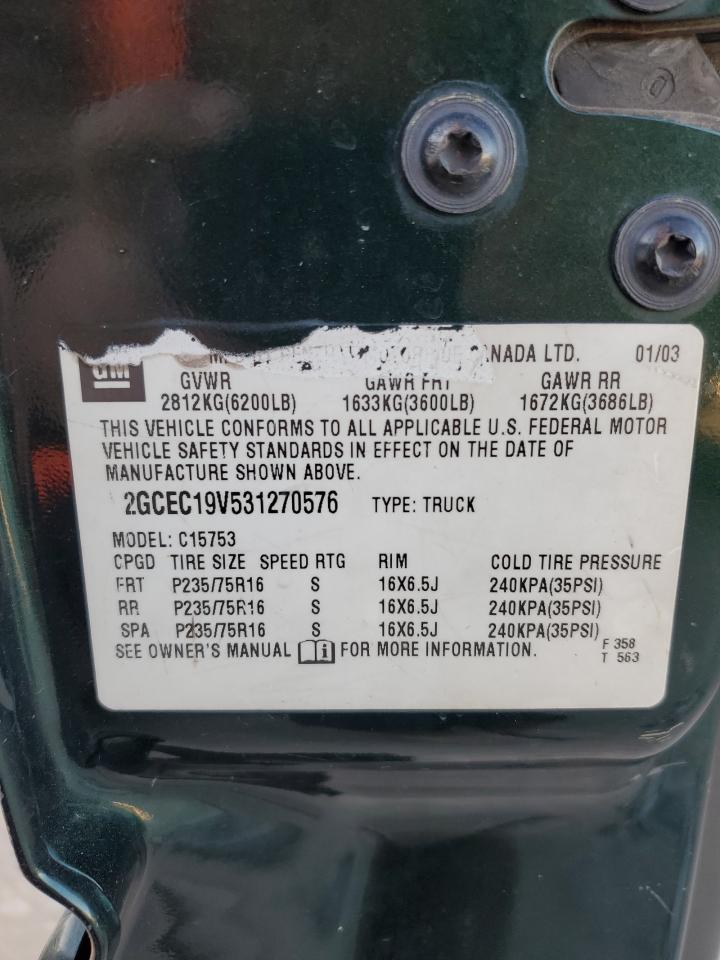 D
GM CANADA LTD. 01/03
GVWR GAWR FRT GAWR RR
2812KG(6200LB) 1633KG(3600LB) 1672KG(3686LB)
THIS VEHICLE CONFORMS TO ALL APPLICABLE U.S. FEDERAL MOTOR
VEHICLE SAFETY STANDARDS IN EFFECT ON THE DATE OF
MANUFACTURE SHOWN ABOVE.
2GCEC19V531270576 TYPE: TRUCK
MODEL: C15753
CPGD TIRE SIZE SPEED RTG RIM COLD TIRE PRESSURE
FRT P235/75R16 S 16X6.5J 240KPA(35PSI)
RR P235/75R16 S 16X6.5J 240KPA(35PSI)
SPA P235/75R16 S 16X6.5J 240KPA(35PSI)
SEE OWNER'S MANUAL i FOR MORE INFORMATION.
F 358
T 563